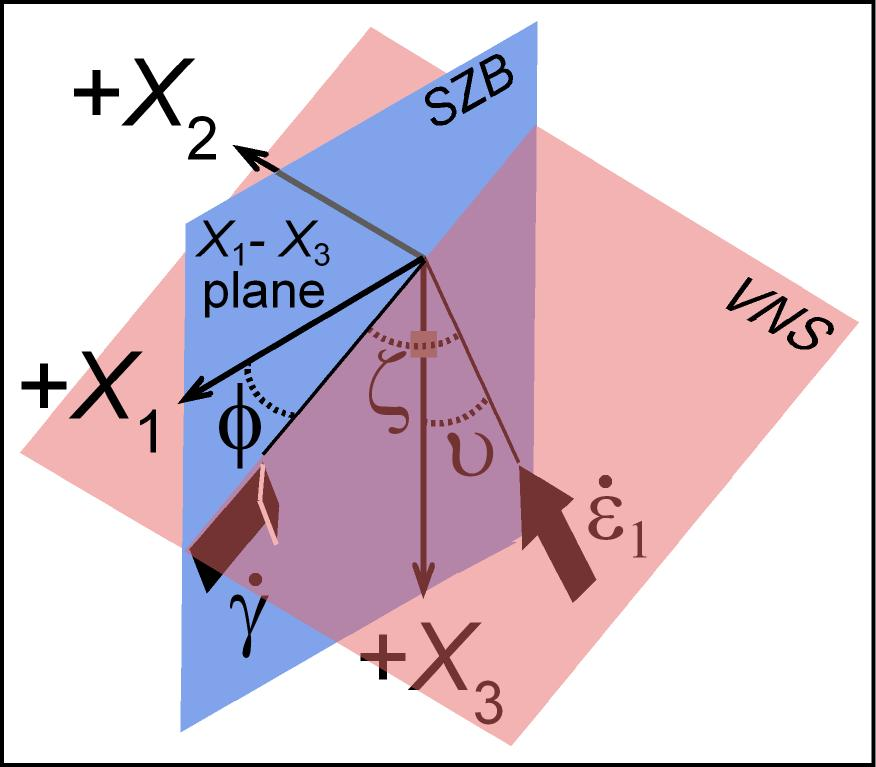 +X₂
SZB
X₁- X₃
plane
VNS
+X₁
ϕ
ζ
υ
ε̇₁
γ̇
+X₃